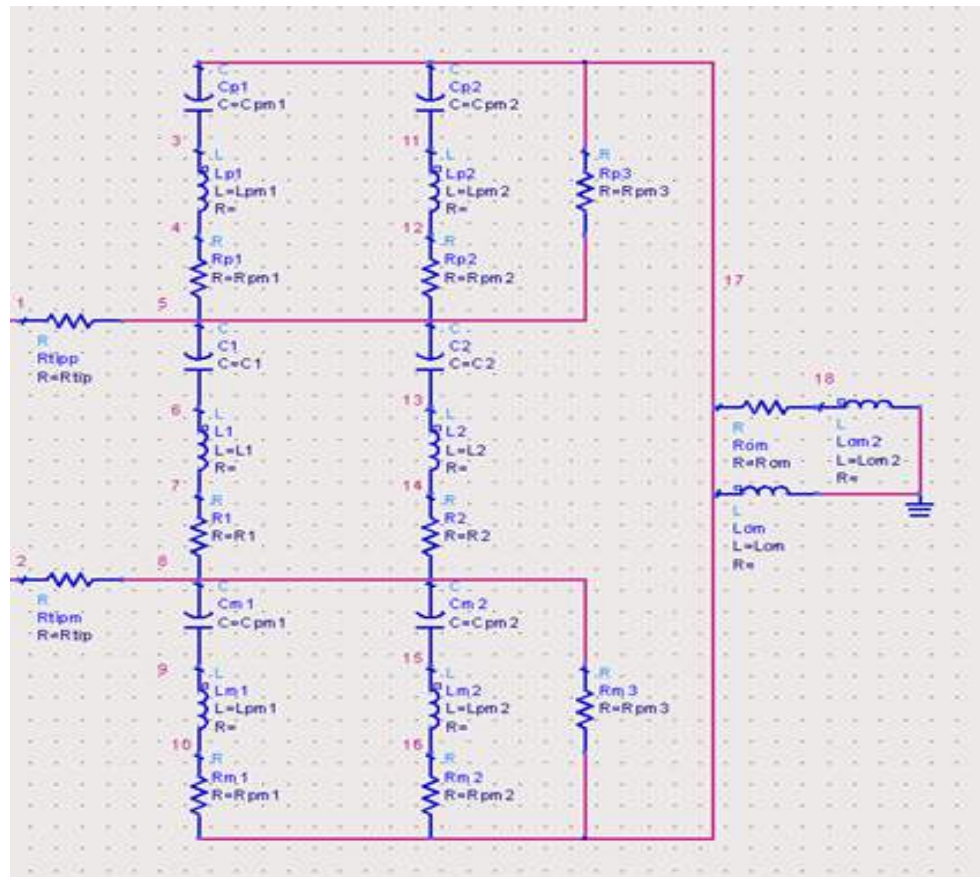 C
Cp1
C=Cpm1
C
Cp2
C=Cpm2
3
L
Lp1
L=Lpm1
R=
11
L
Lp2
L=Lpm2
R=
R
Rp3
R=Rpm3
4
R
Rp1
R=Rpm1
12
R
Rp2
R=Rpm2
17
1
R
Rtipp
R=Rtip
5
C
C1
C=C1
C
C2
C=C2
6
L
L1
L=L1
R=
13
L
L2
L=L2
R=
18
R
Rom
R=Rom
L
Lom2
L=Lom2
R=
7
R
R1
R=R1
14
R
R2
R=R2
L
Lom
L=Lom
R=
2
R
Rtipm
R=Rtip
8
C
Cm1
C=Cpm1
C
Cm2
C=Cpm2
9
L
Lm1
L=Lpm1
R=
15
L
Lm2
L=Lpm2
R=
R
Rm3
R=Rpm3
10
R
Rm1
R=Rpm1
16
R
Rm2
R=Rpm2